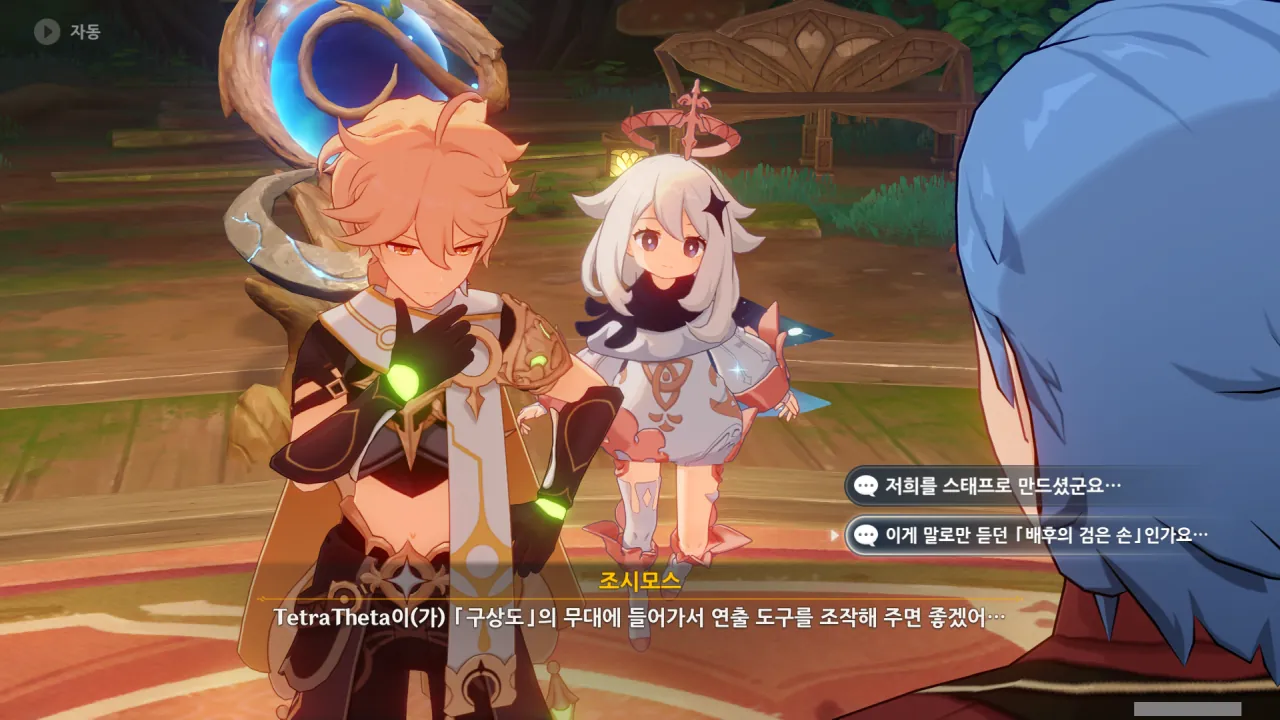 자동
저희를 스태프로 만드셨군요…
이게 말로만 듣던 「배후의 검은 손」인가요…
조시모스
TetraTheta이(가) 「구상도」의 무대에 들어가서 연출 도구를 조작해 주면 좋겠어…